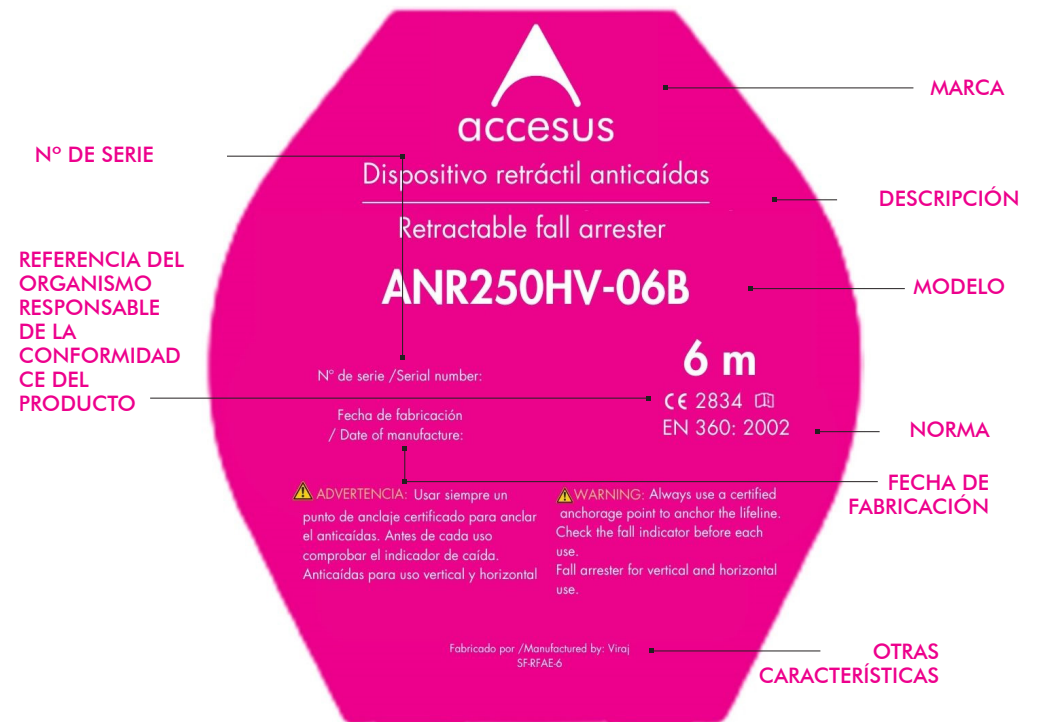 accesus
Dispositivo retráctil anticaídas
Retractable fall arrester
ANR250HV-06B
6 m
Nº de serie /Serial number:
CE 2834
EN 360: 2002
Fecha de fabricación
/ Date of manufacture:
ADVERTENCIA: Usar siempre un
punto de anclaje certificado para anclar
el anticaídas. Antes de cada uso
comprobar el indicador de caída.
Anticaídas para uso vertical y horizontal
WARNING: Always use a certified
anchorage point to anchor the lifeline.
Check the fall indicator before each
use.
Fall arrester for vertical and horizontal
use.
Fabricado por /Manufactured by: Viraj
SF-RFAE-6
Nº DE SERIE
REFERENCIA DEL
ORGANISMO
RESPONSABLE
DE LA
CONFORMIDAD
CE DEL
PRODUCTO
MARCA
DESCRIPCIÓN
MODELO
NORMA
FECHA DE
FABRICACIÓN
OTRAS
CARACTERÍSTICAS